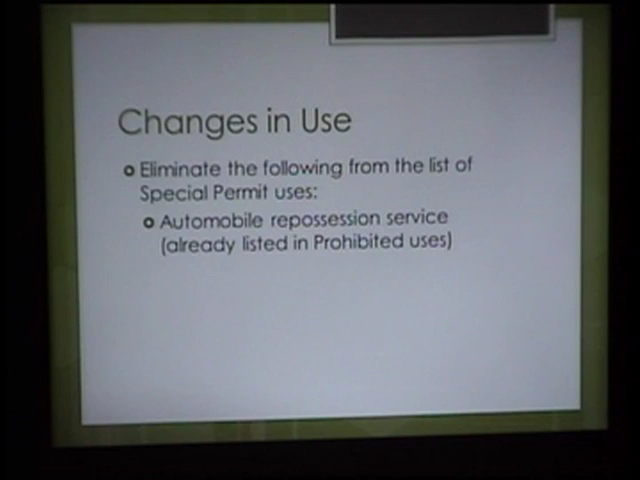 Changes in Use
Eliminate the following from the list of
Special Permit uses:
Automobile repossession service
(already listed in Prohibited uses)